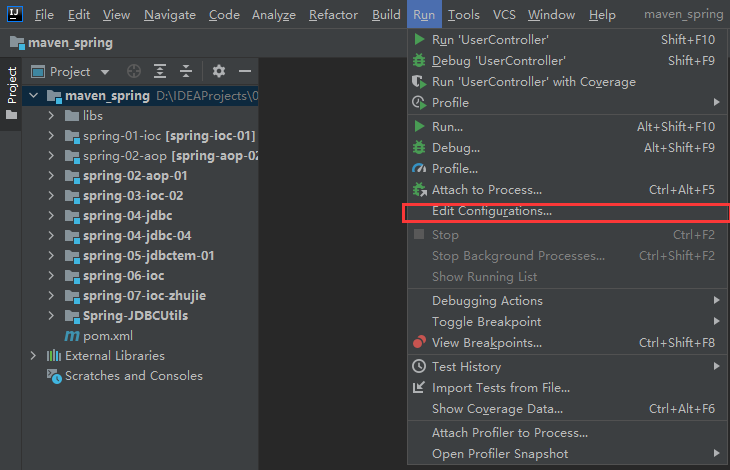 IJ File Edit View Navigate Code Analyze Refactor Build Run Tools VCS Window Help maven_spring
maven_spring
Project
Project
maven_spring D:\IDEAProjects\0
libs
spring-01-ioc [spring-ioc-01]
spring-02-aop [spring-aop-02
spring-02-aop-01
spring-03-ioc-02
spring-04-jdbc
spring-04-jdbc-04
spring-05-jdbctem-01
spring-06-ioc
spring-07-ioc-zhujie
Spring-JDBCUtils
pom.xml
External Libraries
Scratches and Consoles
Run 'UserController' Shift+F10
Debug 'UserController' Shift+F9
Run 'UserController' with Coverage
Profile
Run... Alt+Shift+F10
Debug... Alt+Shift+F9
Profile...
Attach to Process... Ctrl+Alt+F5
Edit Configurations...
Stop Ctrl+F2
Stop Background Processes... Ctrl+Shift+F2
Show Running List
Debugging Actions
Toggle Breakpoint
View Breakpoints... Ctrl+Shift+F8
Test History
Import Tests from File...
Show Coverage Data... Ctrl+Alt+F6
Attach Profiler to Process...
Open Profiler Snapshot